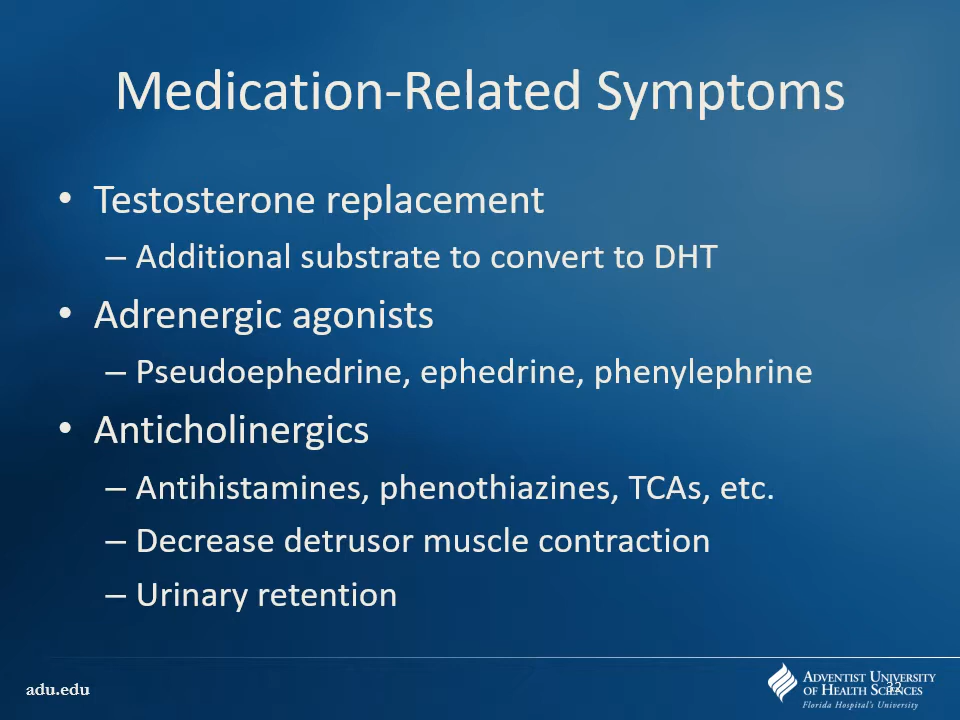 Medication-Related Symptoms
• Testosterone replacement
– Additional substrate to convert to DHT
• Adrenergic agonists
– Pseudoephedrine, ephedrine, phenylephrine
• Anticholinergics
– Antihistamines, phenothiazines, TCAs, etc.
– Decrease detrusor muscle contraction
– Urinary retention
adu.edu
ADVENTIST UNIVERSITY
OF HEALTH SCIENCES
32
Florida Hospital's University